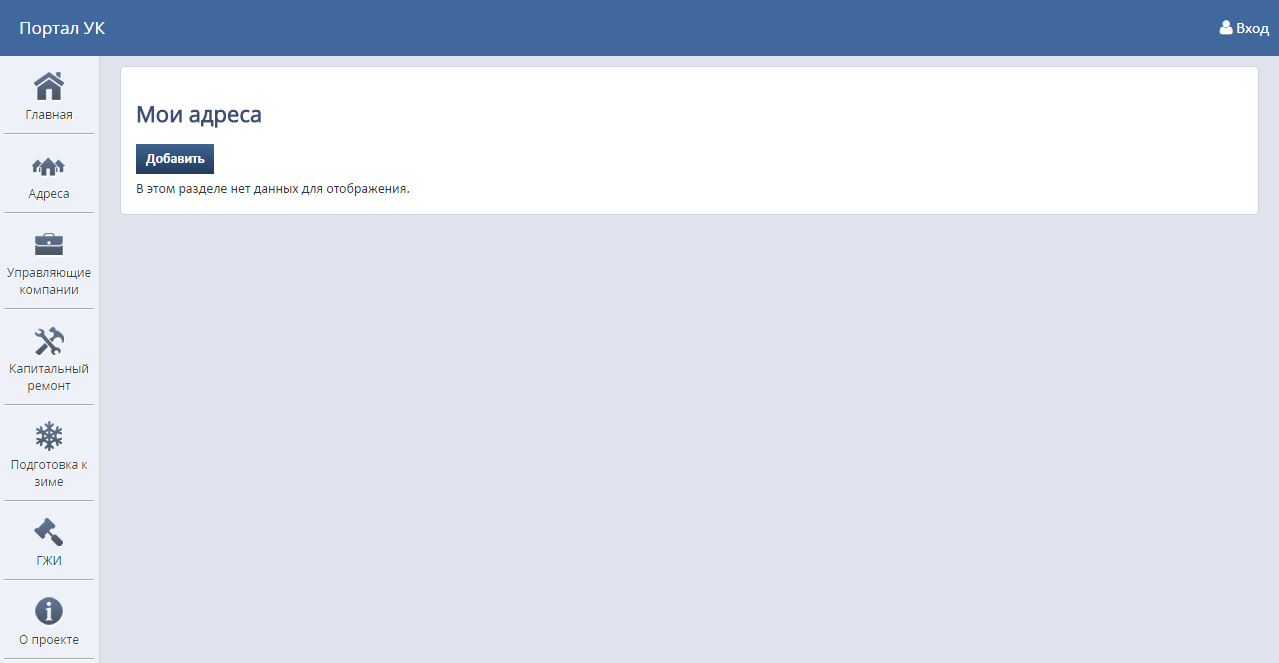 Портал УК
Вход
Главная
Адреса
Управляющие
компании
Капитальный
ремонт
Подготовка к
зиме
ГЖИ
О проекте
Мои адреса
Добавить
В этом разделе нет данных для отображения.